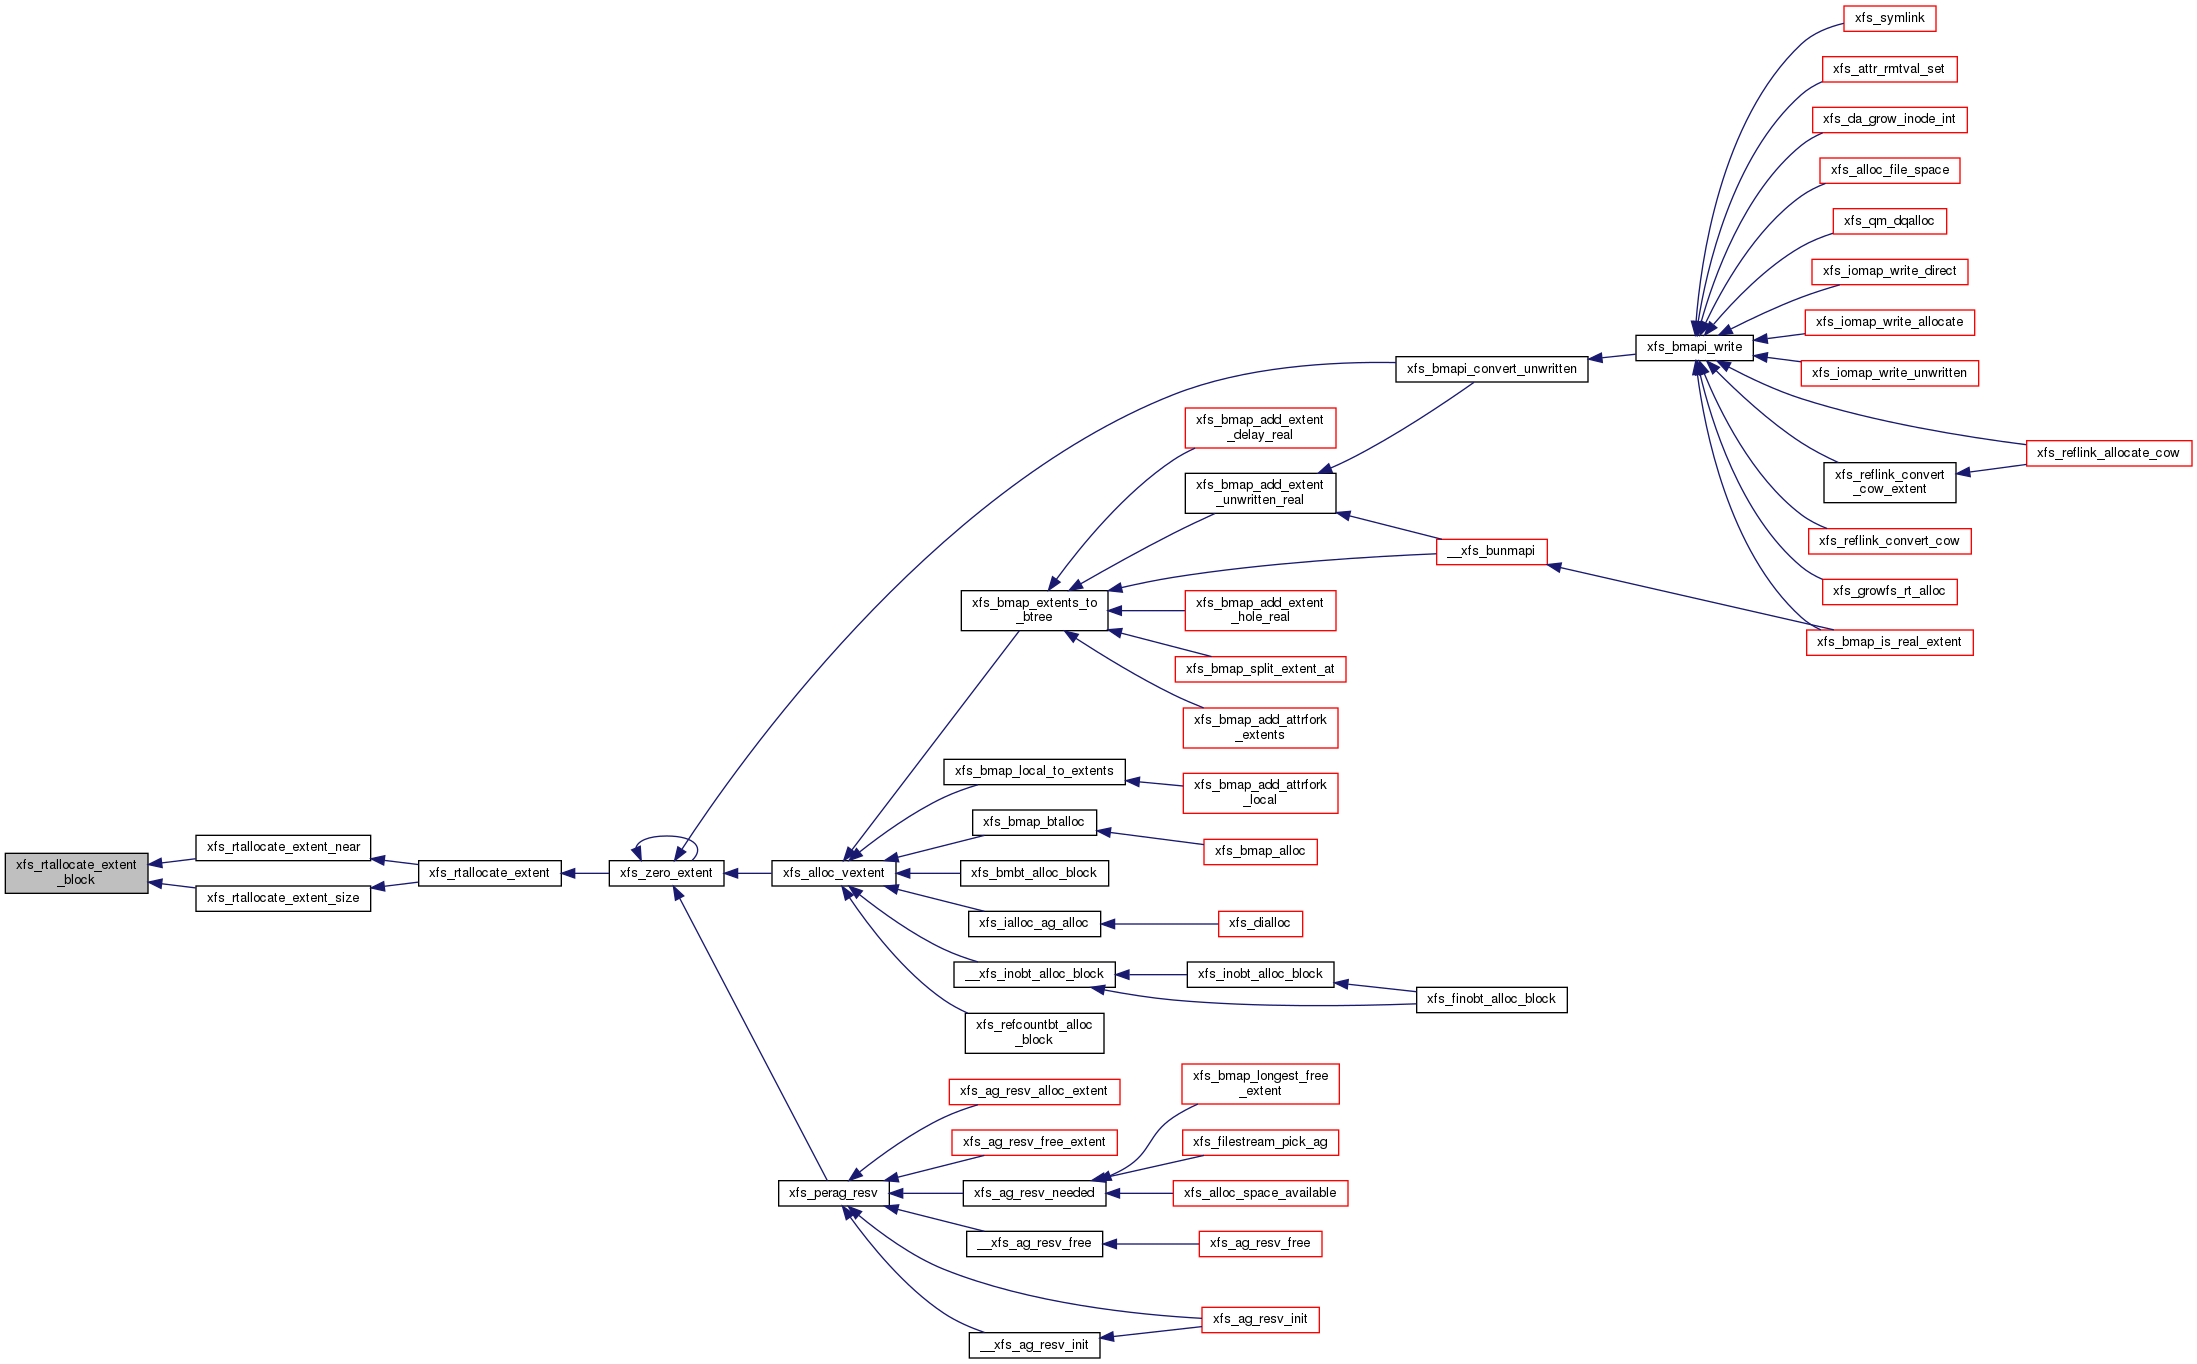 xfs_symlink
xfs_attr_rmtval_set
xfs_da_grow_inode_int
xfs_alloc_file_space
xfs_qm_dqalloc
xfs_iomap_write_direct
xfs_iomap_write_allocate
xfs_bmapi_write
xfs_bmapi_convert_unwritten
xfs_iomap_write_unwritten
xfs_bmap_add_extent
_delay_real
xfs_reflink_allocate_cow
xfs_bmap_add_extent
_unwritten_real
xfs_reflink_convert
_cow_extent
xfs_reflink_convert_cow
__xfs_bunmapi
xfs_growfs_rt_alloc
xfs_bmap_extents_to
_btree
xfs_bmap_add_extent
_hole_real
xfs_bmap_is_real_extent
xfs_bmap_split_extent_at
xfs_bmap_add_attrfork
_extents
xfs_bmap_local_to_extents
xfs_bmap_add_attrfork
_local
xfs_bmap_btalloc
xfs_bmap_alloc
xfs_rtallocate_extent
_block
xfs_rtallocate_extent_near
xfs_rtallocate_extent_size
xfs_rtallocate_extent
xfs_zero_extent
xfs_alloc_vextent
xfs_bmbt_alloc_block
xfs_ialloc_ag_alloc
xfs_dialloc
__xfs_inobt_alloc_block
xfs_inobt_alloc_block
xfs_finobt_alloc_block
xfs_refcountbt_alloc
_block
xfs_ag_resv_alloc_extent
xfs_bmap_longest_free
_extent
xfs_ag_resv_free_extent
xfs_filestream_pick_ag
xfs_perag_resv
xfs_ag_resv_needed
xfs_alloc_space_available
__xfs_ag_resv_free
xfs_ag_resv_free
xfs_ag_resv_init
__xfs_ag_resv_init